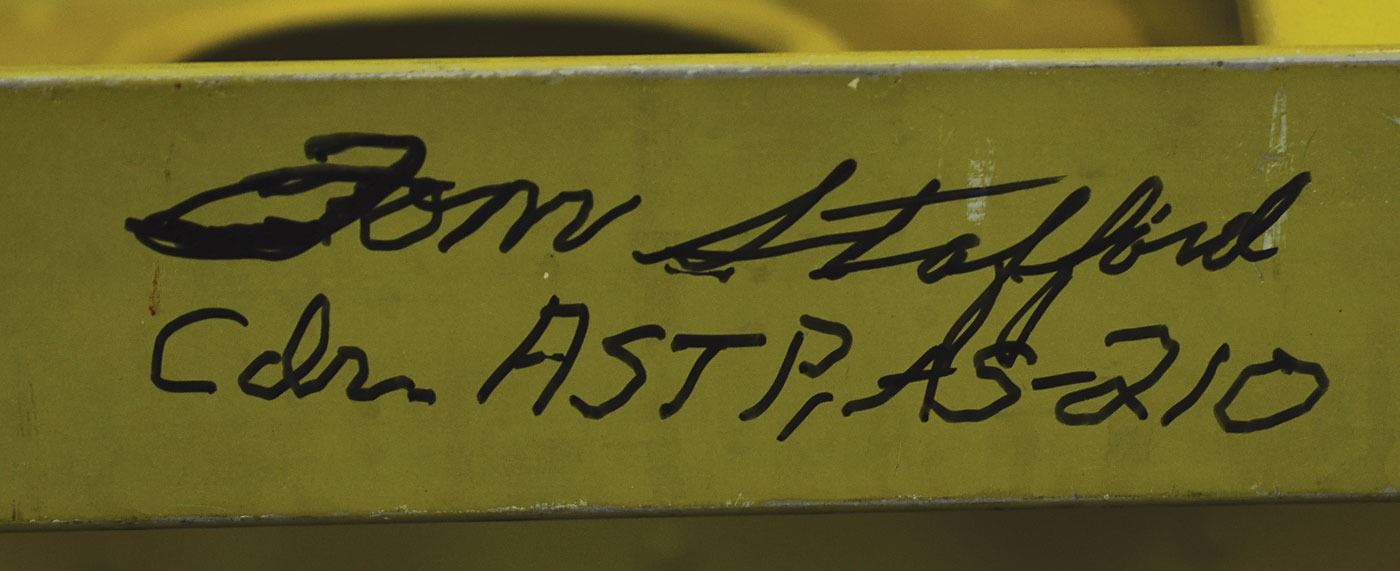 Tom Stafford
Cdr. ASTP, AS-210